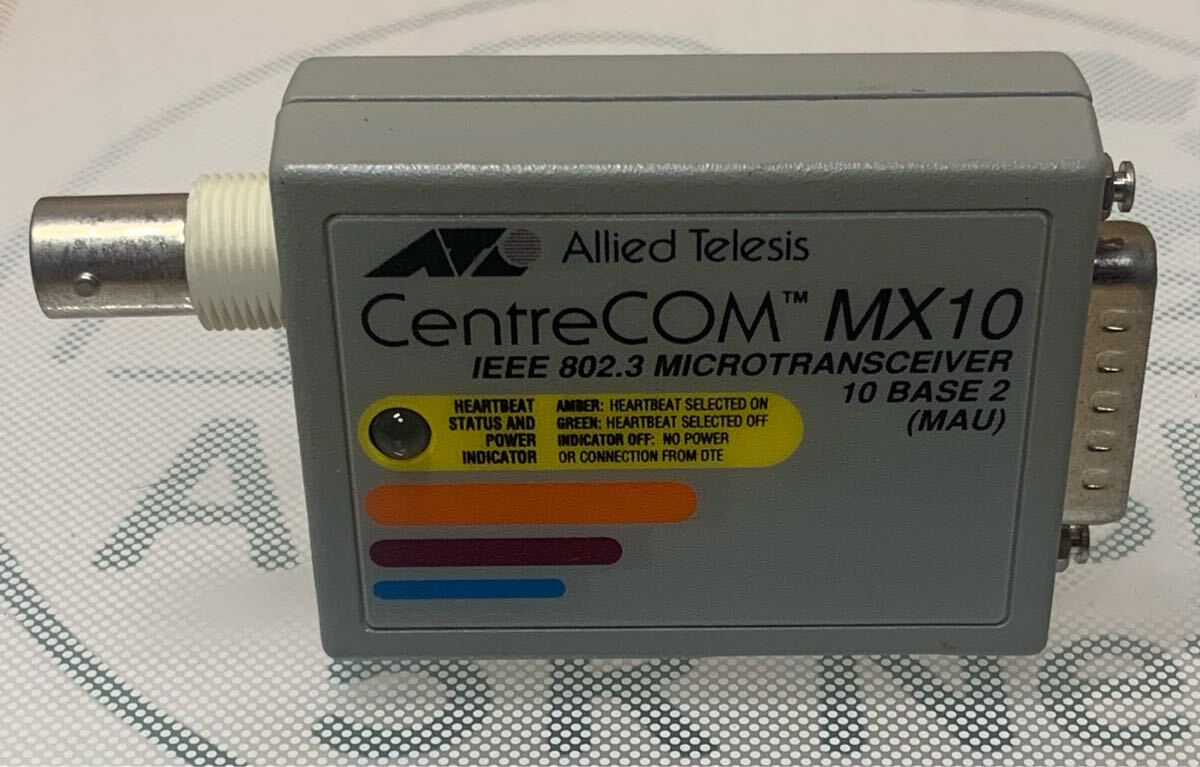 Allied Telesis
CentreCOM™ MX10
IEEE 802.3 MICROTRANSCEIVER
10 BASE 2
(MAU)
HEARTBEAT STATUS AND POWER INDICATOR
AMBER: HEARTBEAT SELECTED ON
GREEN: HEARTBEAT SELECTED OFF
INDICATOR OFF: NO POWER
OR CONNECTION FROM DTE